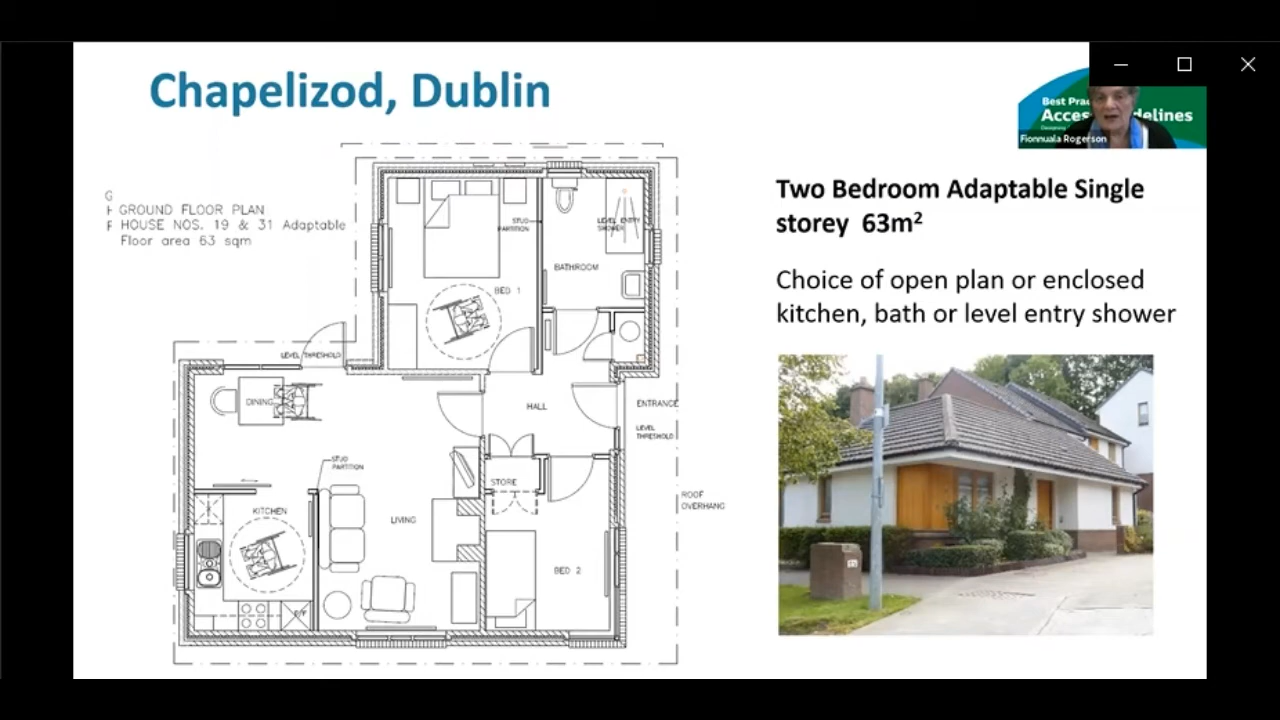 Chapelizod, Dublin
Best Prac
Acces delines
Fionnuala Rogerson
G
GROUND FLOOR PLAN
HOUSE NOS. 19 & 31 Adaptable
Floor area 63 sqm
Two Bedroom Adaptable Single
storey 63m²
Choice of open plan or enclosed
kitchen, bath or level entry shower
STUD
PARTITION
LEVEL ENTRY
SHOWER
BATHROOM
BED 1
LEVEL THRESHOLD
DINING
HALL
ENTRANCE
LEVEL
THRESHOLD
STUD
PARTITION
STORE
KITCHEN
LIVING
ROOF
OVERHANG
BED 2
F/F